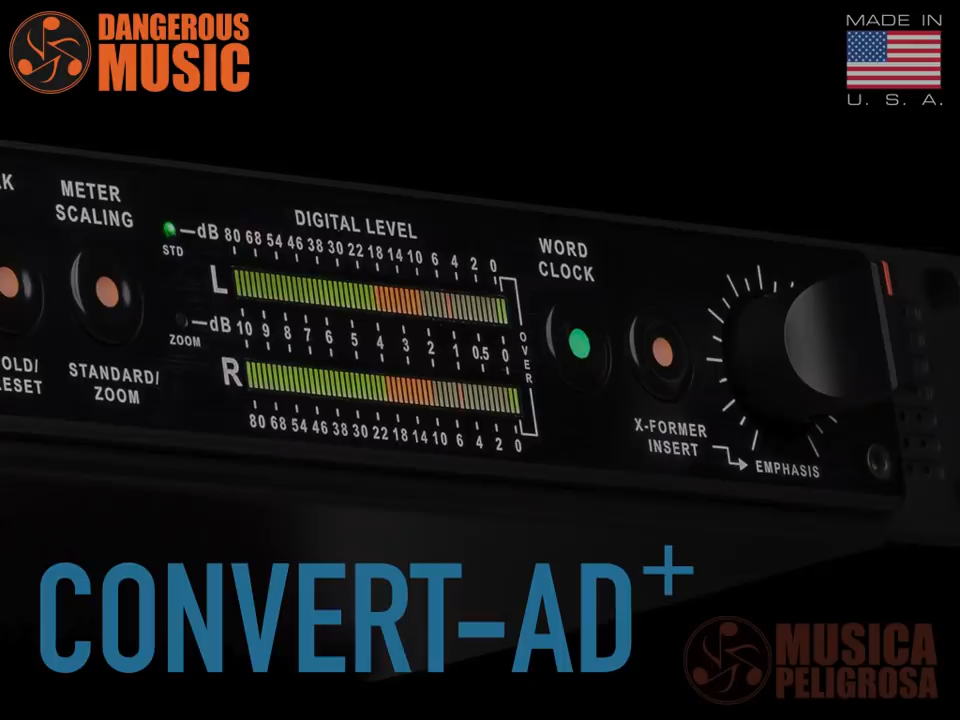 DANGEROUS
MUSIC
MADE IN
U. S. A.
METER
SCALING
DIGITAL LEVEL
dB 80 68 54 46 38 30 22 18 14 10 6 4 2 0
STD
L
WORD
CLOCK
dB 10 9 8 7 6 5 4 3 2 1 0.5 0
ZOOM
OVER
R
STANDARD/
ZOOM
80 68 54 46 38 30 22 18 14 10 6 4 2 0
X-FORMER
INSERT
EMPHASIS
CONVERT-AD+
MUSICA
PELIGROSA